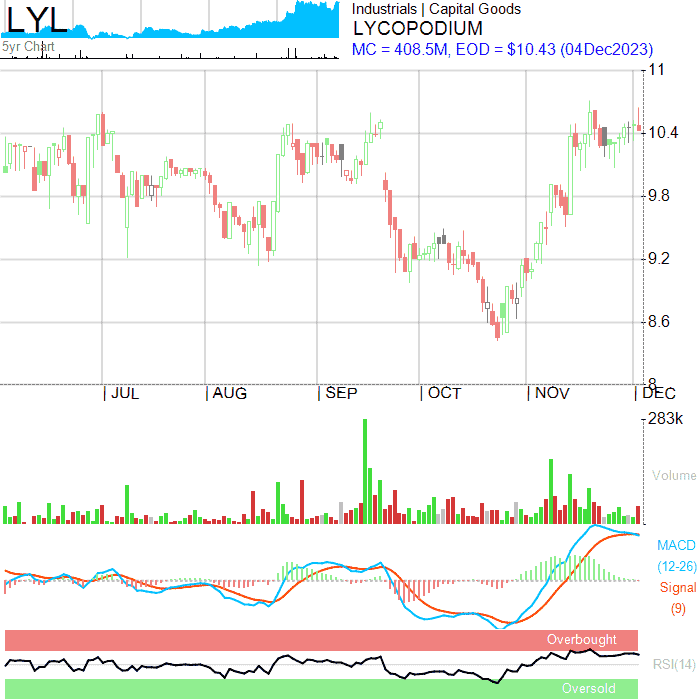 LYL
5yr Chart
Industrials | Capital Goods
LYCOPODIUM
MC = 408.5M, EOD = $10.43 (04Dec2023)
11
10.4
9.8
9.2
8.6
8
| JUL | AUG | SEP | OCT | NOV | DEC
283k
Volume
MACD
(12-26)
Signal
(9)
Overbought
RSI(14)
Oversold